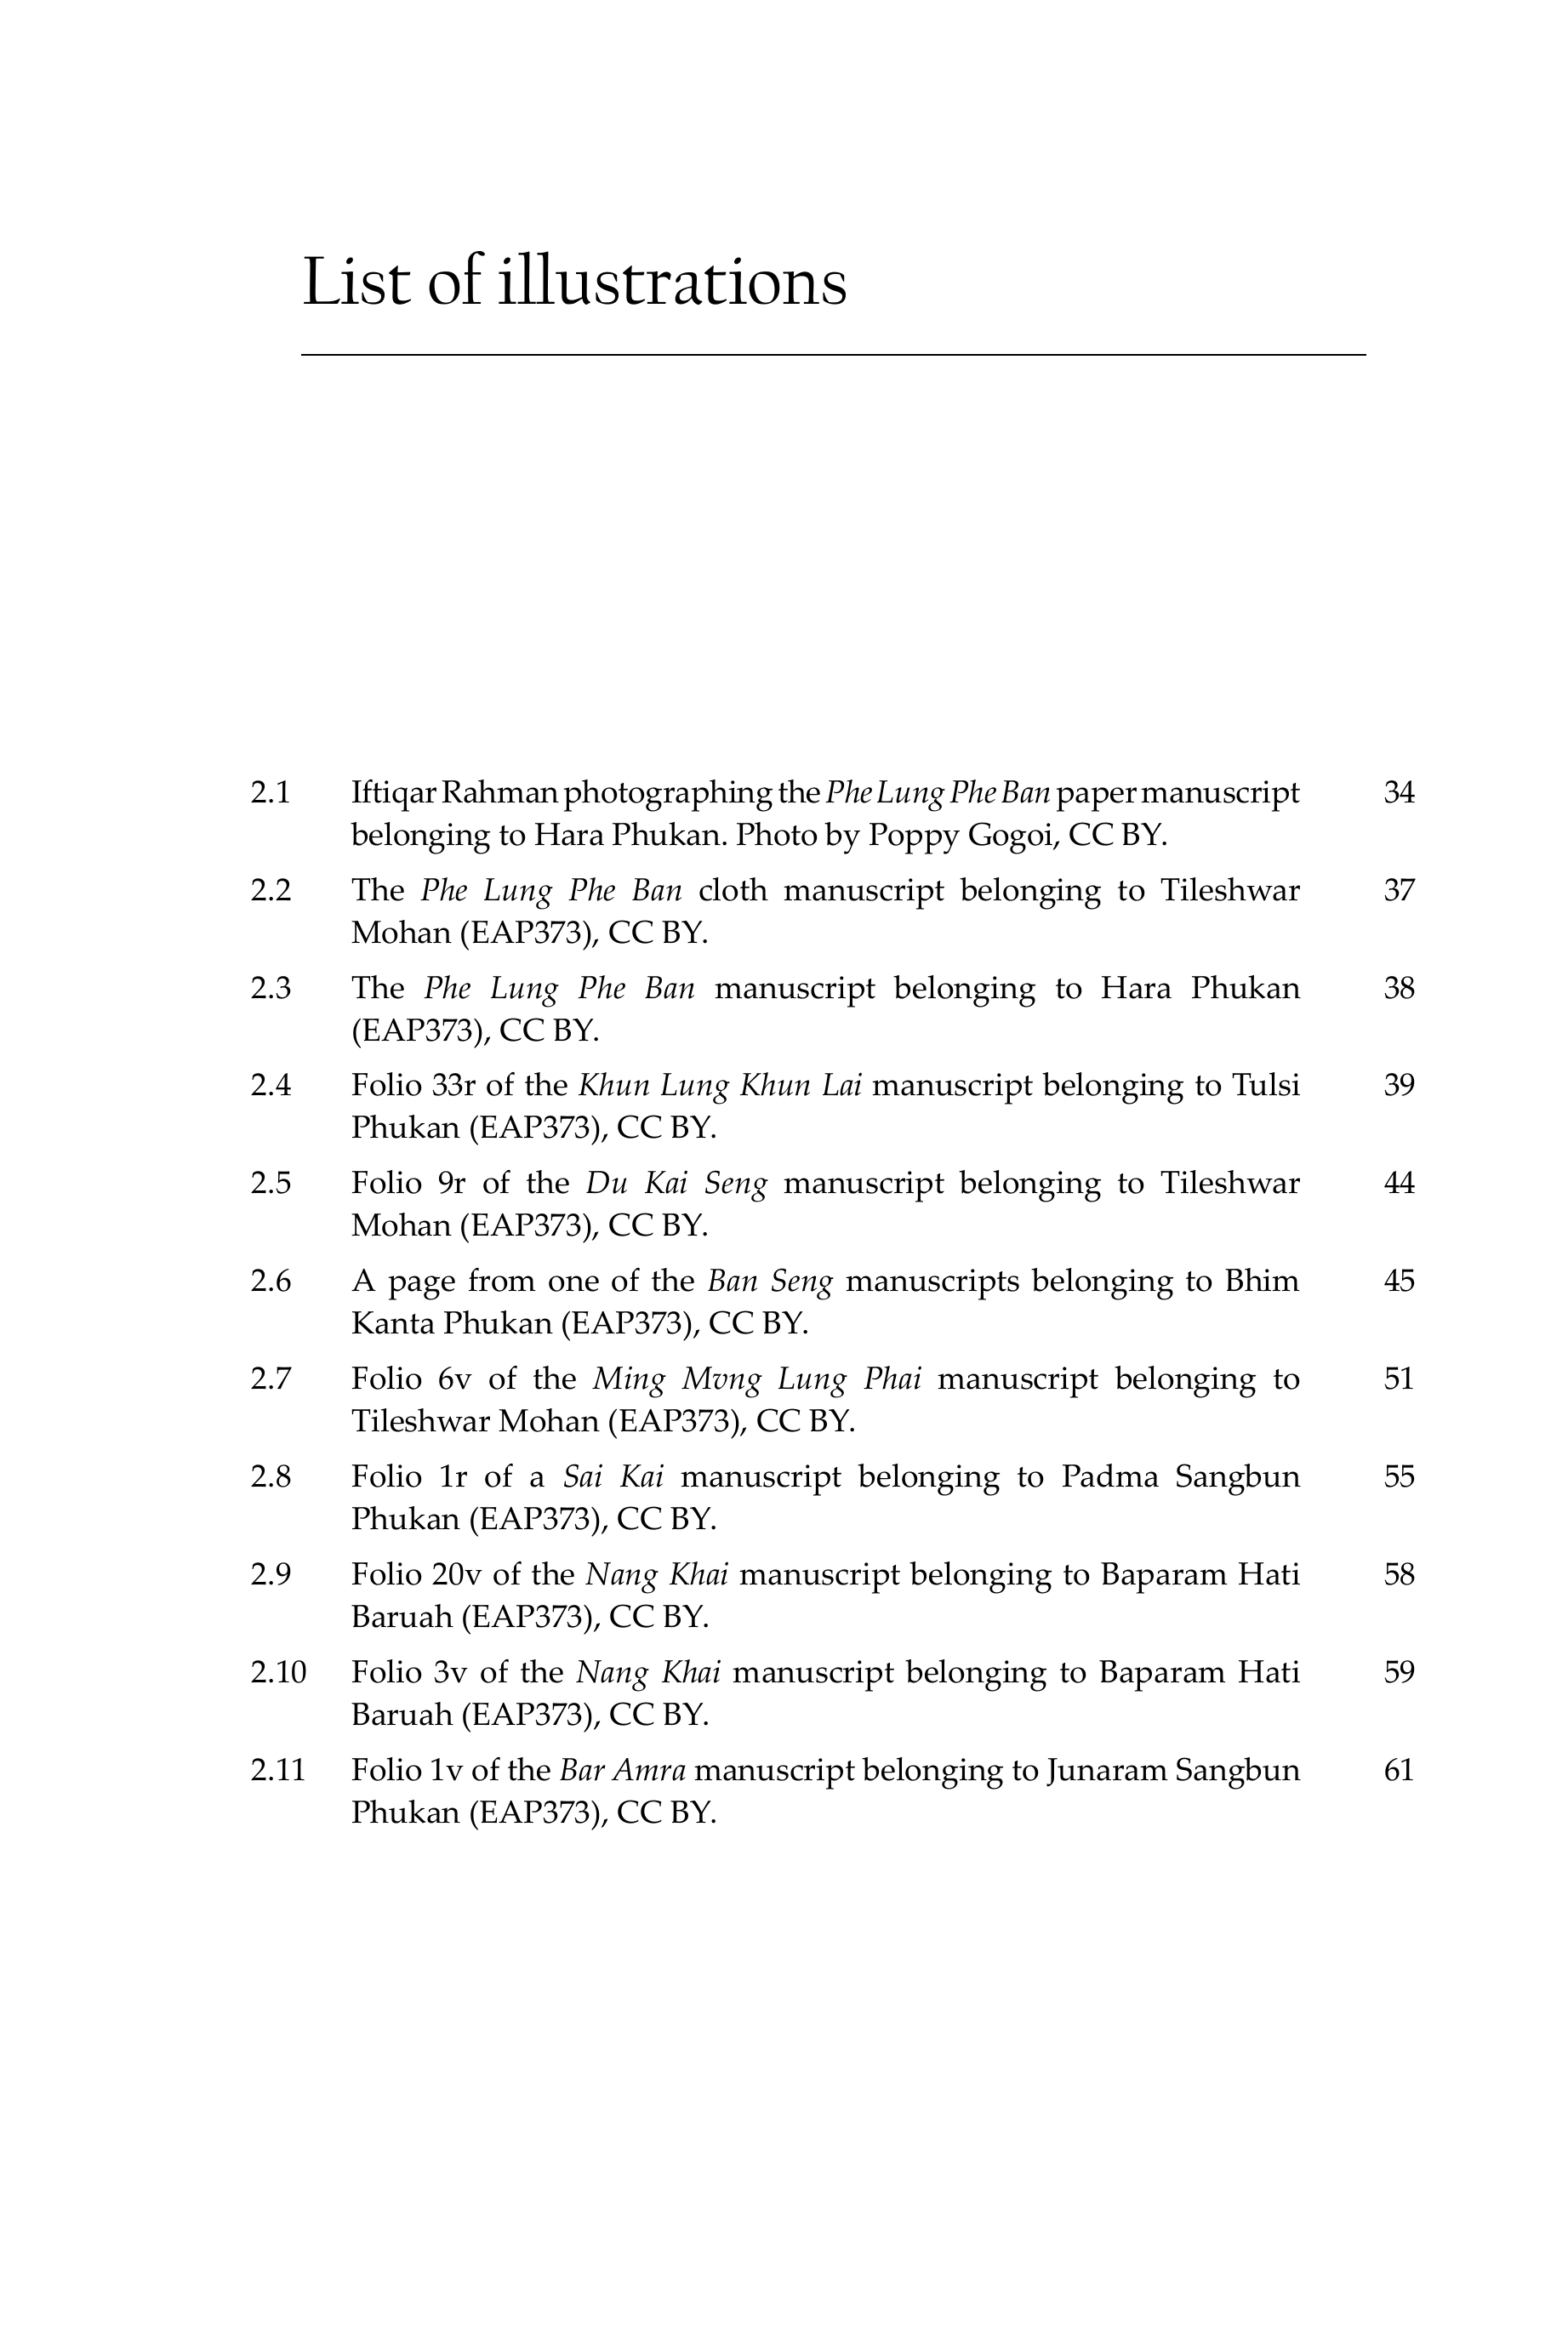 List of illustrations
2.1 Iftiqar Rahman photographing the Phe Lung Phe Ban paper manuscript 34
belonging to Hara Phukan. Photo by Poppy Gogoi, CC BY.
2.2 The Phe Lung Phe Ban cloth manuscript belonging to Tileshwar 37
Mohan (EAP373), CC BY.
2.3 The Phe Lung Phe Ban manuscript belonging to Hara Phukan 38
(EAP373), CC BY.
2.4 Folio 33r of the Khun Lung Khun Lai manuscript belonging to Tulsi 39
Phukan (EAP373), CC BY.
2.5 Folio 9r of the Du Kai Seng manuscript belonging to Tileshwar 44
Mohan (EAP373), CC BY.
2.6 A page from one of the Ban Seng manuscripts belonging to Bhim 45
Kanta Phukan (EAP373), CC BY.
2.7 Folio 6v of the Ming Mvng Lung Phai manuscript belonging to 51
Tileshwar Mohan (EAP373), CC BY.
2.8 Folio 1r of a Sai Kai manuscript belonging to Padma Sangbun 55
Phukan (EAP373), CC BY.
2.9 Folio 20v of the Nang Khai manuscript belonging to Baparam Hati 58
Baruah (EAP373), CC BY.
2.10 Folio 3v of the Nang Khai manuscript belonging to Baparam Hati 59
Baruah (EAP373), CC BY.
2.11 Folio 1v of the Bar Amra manuscript belonging to Junaram Sangbun 61
Phukan (EAP373), CC BY.